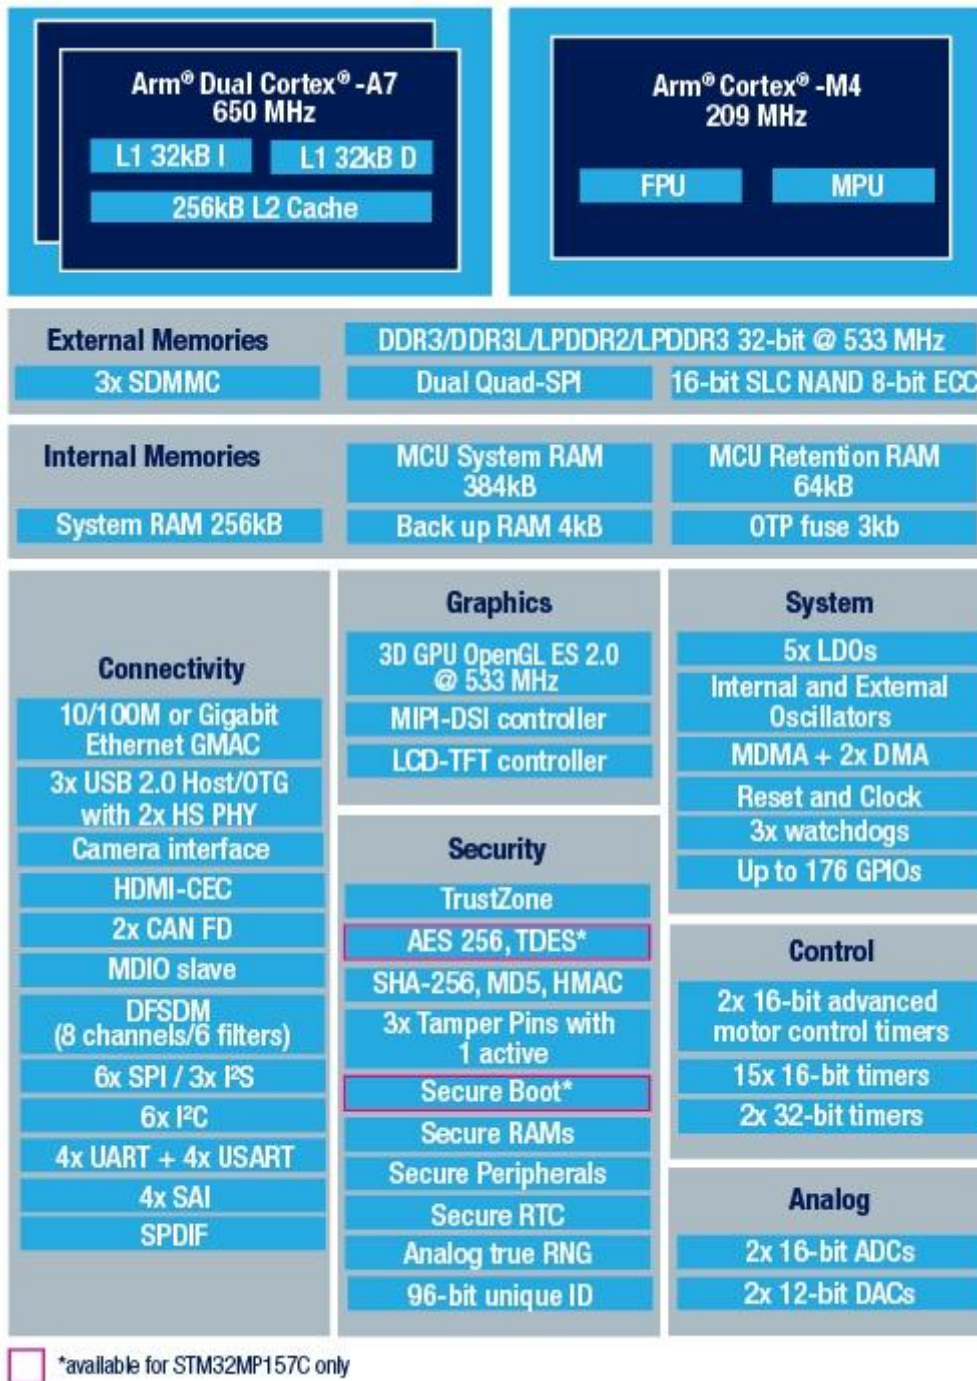 Arm® Dual Cortex® -A7
650 MHz
L1 32kB I
L1 32kB D
256kB L2 Cache
Arm® Cortex® -M4
209 MHz
FPU
MPU
External Memories
DDR3/DDR3L/LPDDR2/LPDDR3 32-bit @ 533 MHz
3x SDMMC
Dual Quad-SPI
16-bit SLC NAND 8-bit ECC
Internal Memories
MCU System RAM
384kB
MCU Retention RAM
64kB
System RAM 256kB
Back up RAM 4kB
OTP fuse 3kb
Connectivity
10/100M or Gigabit
Ethernet GMAC
3x USB 2.0 Host/OTG
with 2x HS PHY
Camera interface
HDMI-CEC
2x CAN FD
MDIO slave
DFSDM
(8 channels/6 filters)
6x SPI / 3x I²S
6x I²C
4x UART + 4x USART
4x SAI
SPDIF
Graphics
3D GPU OpenGL ES 2.0
@ 533 MHz
MIPI-DSI controller
LCD-TFT controller
Security
TrustZone
AES 256, TDES*
SHA-256, MD5, HMAC
3x Tamper Pins with
1 active
Secure Boot*
Secure RAMs
Secure Peripherals
Secure RTC
Analog true RNG
96-bit unique ID
System
5x LDOs
Internal and External
Oscillators
MDMA + 2x DMA
Reset and Clock
3x watchdogs
Up to 176 GPIOs
Control
2x 16-bit advanced
motor control timers
15x 16-bit timers
2x 32-bit timers
Analog
2x 16-bit ADCs
2x 12-bit DACs
*available for STM32MP157C only